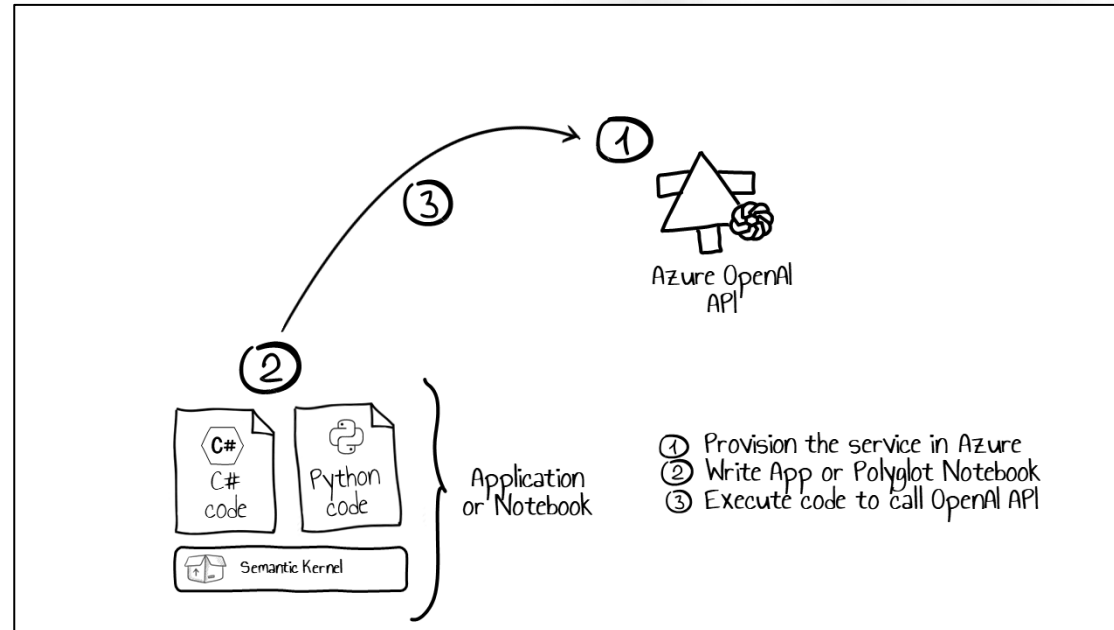 1
3
Azure OpenAI
API
2
C#
C#
code
Python
code
Application
or Notebook
Semantic Kernel
1 Provision the service in Azure
2 Write App or Polyglot Notebook
3 Execute code to call OpenAI API